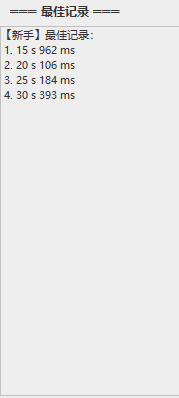 === 最佳记录 ===
【新手】最佳记录：
1. 15 s 962 ms
2. 20 s 106 ms
3. 25 s 184 ms
4. 30 s 393 ms